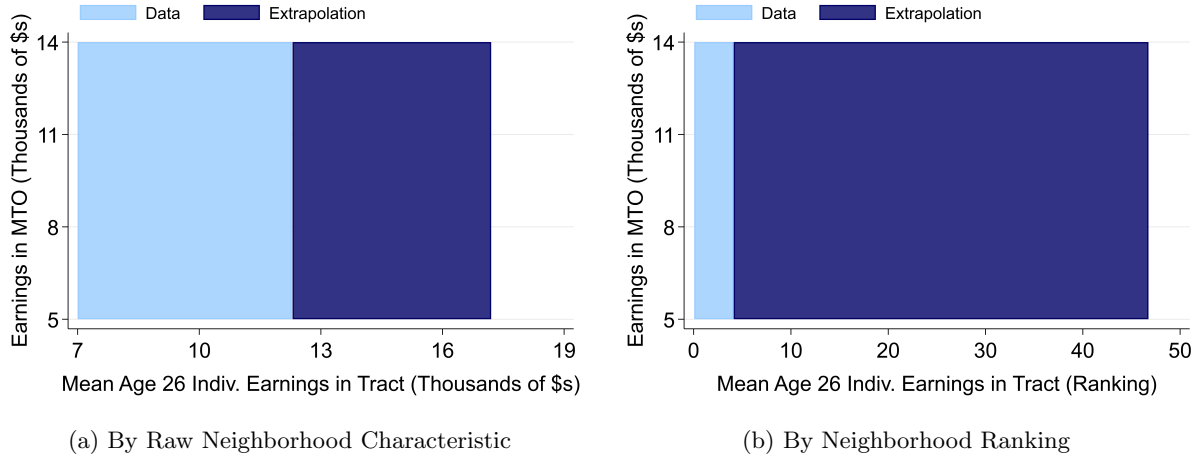 Data Extrapolation
Earnings in MTO (Thousands of $s)
14
11
8
5
7 10 13 16 19
Mean Age 26 Indiv. Earnings in Tract (Thousands of $s)
(a) By Raw Neighborhood Characteristic
Data Extrapolation
Earnings in MTO (Thousands of $s)
14
11
8
5
0 10 20 30 40 50
Mean Age 26 Indiv. Earnings in Tract (Ranking)
(b) By Neighborhood Ranking